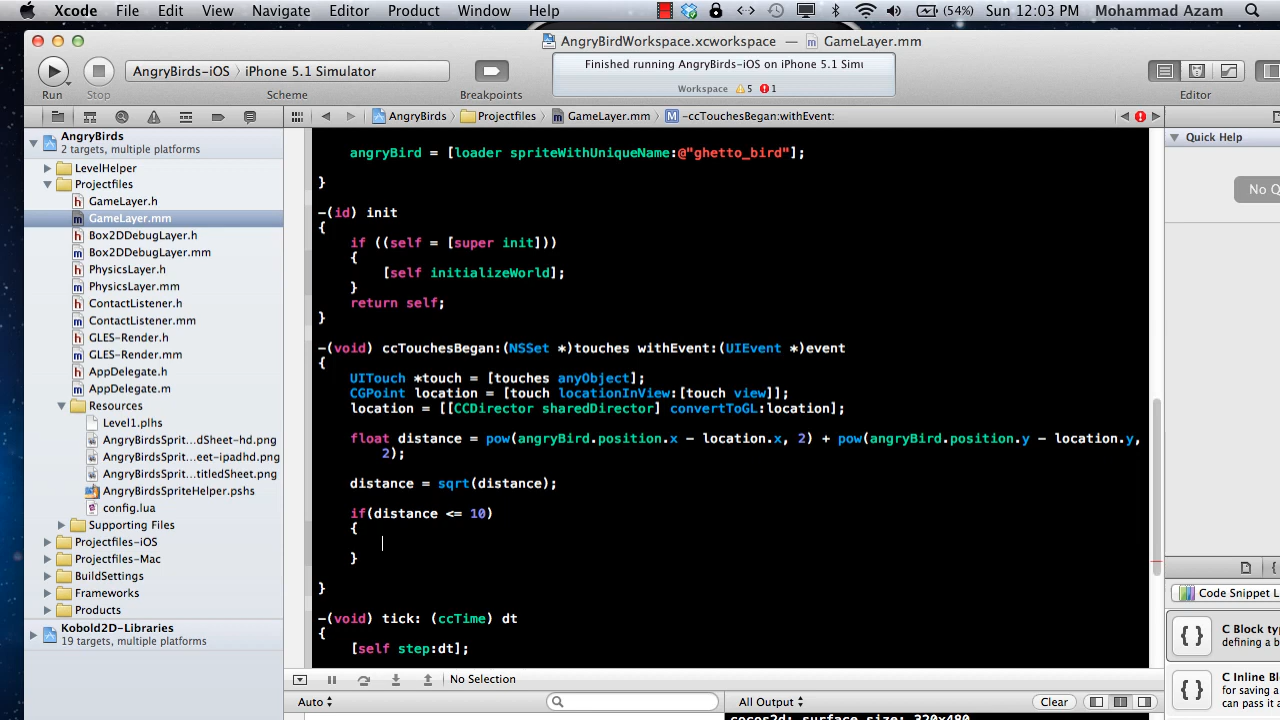 Xcode File Edit View Navigate Editor Product Window Help (54%) Sun 12:03 PM Mohammad Azam
AngryBirdWorkspace.xcworkspace — GameLayer.mm
AngryBirds-iOS iPhone 5.1 Simulator
Finished running AngryBirds-iOS on iPhone 5.1 Simu
Workspace 5 1
Run Stop Scheme Breakpoints Editor
AngryBirds Projectfiles GameLayer.mm M -ccTouchesBegan:withEvent:
AngryBirds
2 targets, multiple platforms
LevelHelper
Projectfiles
GameLayer.h
GameLayer.mm
Box2DDebugLayer.h
Box2DDebugLayer.mm
PhysicsLayer.h
PhysicsLayer.mm
ContactListener.h
ContactListener.mm
GLES-Render.h
GLES-Render.mm
AppDelegate.h
AppDelegate.m
Resources
Level1.plhs
AngryBirdsSprit...dSheet-hd.png
AngryBirdsSprit...eet-ipadhd.png
AngryBirdsSprit...titledSheet.png
AngryBirdsSpriteHelper.pshs
config.lua
Supporting Files
Projectfiles-iOS
Projectfiles-Mac
BuildSettings
Frameworks
Products
Kobold2D-Libraries
19 targets, multiple platforms
angryBird = [loader spriteWithUniqueName:@"ghetto_bird"];
}
-(id) init
{
if ((self = [super init]))
{
[self initializeWorld];
}
return self;
}
-(void) ccTouchesBegan:(NSSet *)touches withEvent:(UIEvent *)event
{
UITouch *touch = [touches anyObject];
CGPoint location = [touch locationInView:[touch view]];
location = [[CCDirector sharedDirector] convertToGL:location];
float distance = pow(angryBird.position.x - location.x, 2) + pow(angryBird.position.y - location.y,
2);
distance = sqrt(distance);
if(distance <= 10)
{
}
}
-(void) tick: (ccTime) dt
{
[self step:dt];
No Selection
Auto All Output Clear
cocos2d: surface size: 320x480
Quick Help
No Q
Code Snippet L
{ } C Block typ
defining a b
{ } C Inline Blo
for saving a
can pass it a